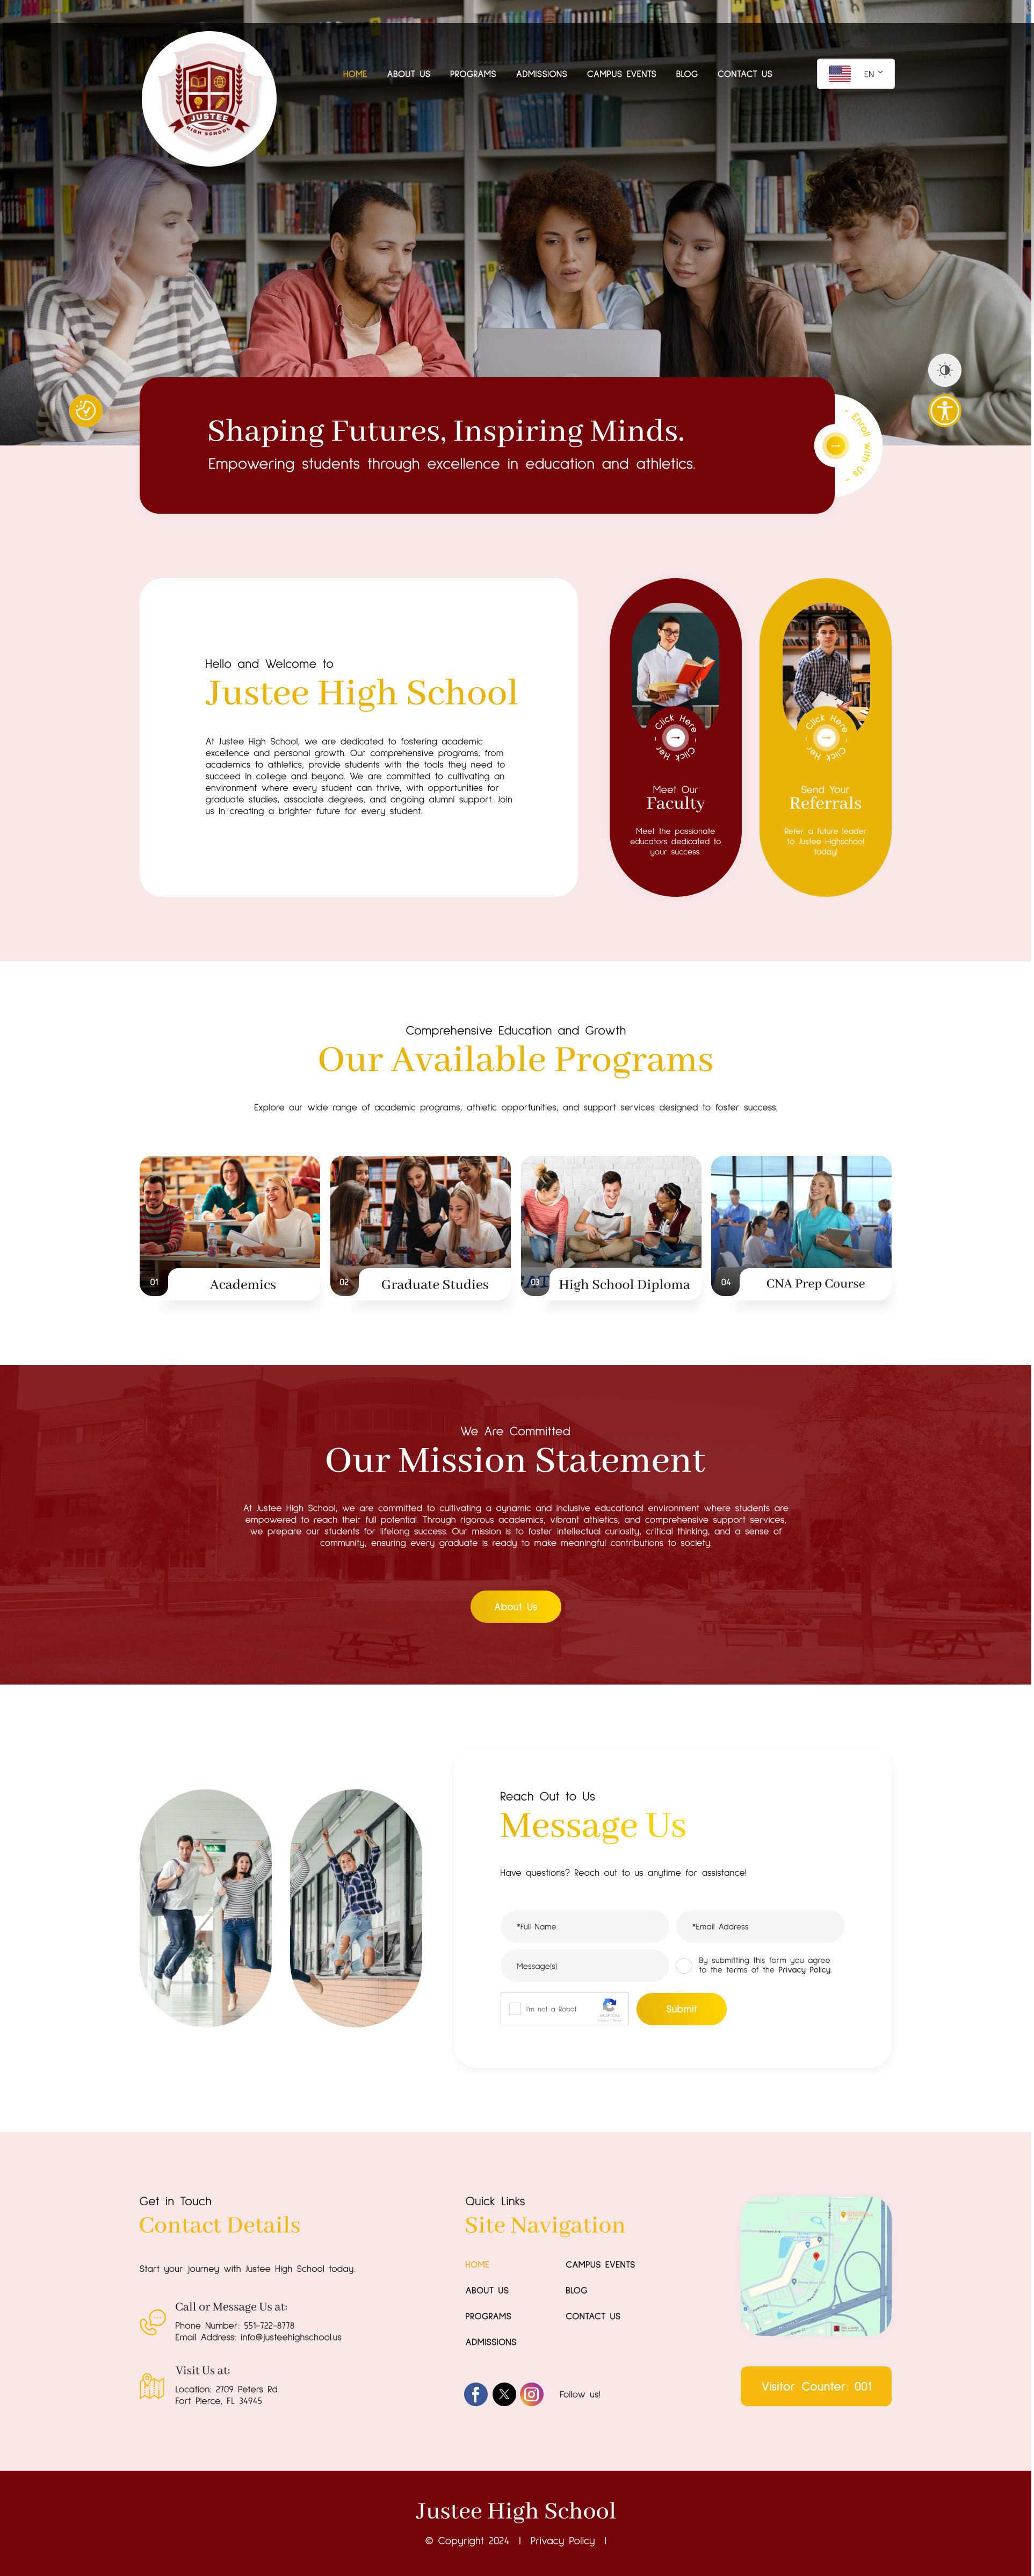 JUSTEE
HIGH SCHOOL
HOME ABOUT US PROGRAMS ADMISSIONS CAMPUS EVENTS BLOG CONTACT US
EN
Shaping Futures, Inspiring Minds.
Empowering students through excellence in education and athletics.
- Enroll with Us -
Hello and Welcome to
Justee High School
At Justee High School, we are dedicated to fostering academic
excellence and personal growth. Our comprehensive programs, from
academics to athletics, provide students with the tools they need to
succeed in college and beyond. We are committed to cultivating an
environment where every student can thrive, with opportunities for
graduate studies, associate degrees, and ongoing alumni support. Join
us in creating a brighter future for every student.
- Click Here - Click Her
Meet Our
Faculty
Meet the passionate
educators dedicated to
your success.
- Click Here - Click Her
Send Your
Referrals
Refer a future leader
to Justee Highschool
today!
Comprehensive Education and Growth
Our Available Programs
Explore our wide range of academic programs, athletic opportunities, and support services designed to foster success.
01 Academics
02 Graduate Studies
03 High School Diploma
04 CNA Prep Course
We Are Committed
Our Mission Statement
At Justee High School, we are committed to cultivating a dynamic and inclusive educational environment where students are
empowered to reach their full potential. Through rigorous academics, vibrant athletics, and comprehensive support services,
we prepare our students for lifelong success. Our mission is to foster intellectual curiosity, critical thinking, and a sense of
community, ensuring every graduate is ready to make meaningful contributions to society.
About Us
Reach Out to Us
Message Us
Have questions? Reach out to us anytime for assistance!
*Full Name
*Email Address
Message(s)
By submitting this form you agree
to the terms of the Privacy Policy.
I'm not a Robot
Submit
Get in Touch
Contact Details
Start your journey with Justee High School today.
Call or Message Us at:
Phone Number: 551-722-8778
Email Address: info@justeehighschool.us
Visit Us at:
Location: 2709 Peters Rd.
Fort Pierce, FL 34945
Quick Links
Site Navigation
HOME
ABOUT US
PROGRAMS
ADMISSIONS
CAMPUS EVENTS
BLOG
CONTACT US
Follow us!
Visitor Counter: 001
Justee High School
© Copyright 2024 | Privacy Policy |